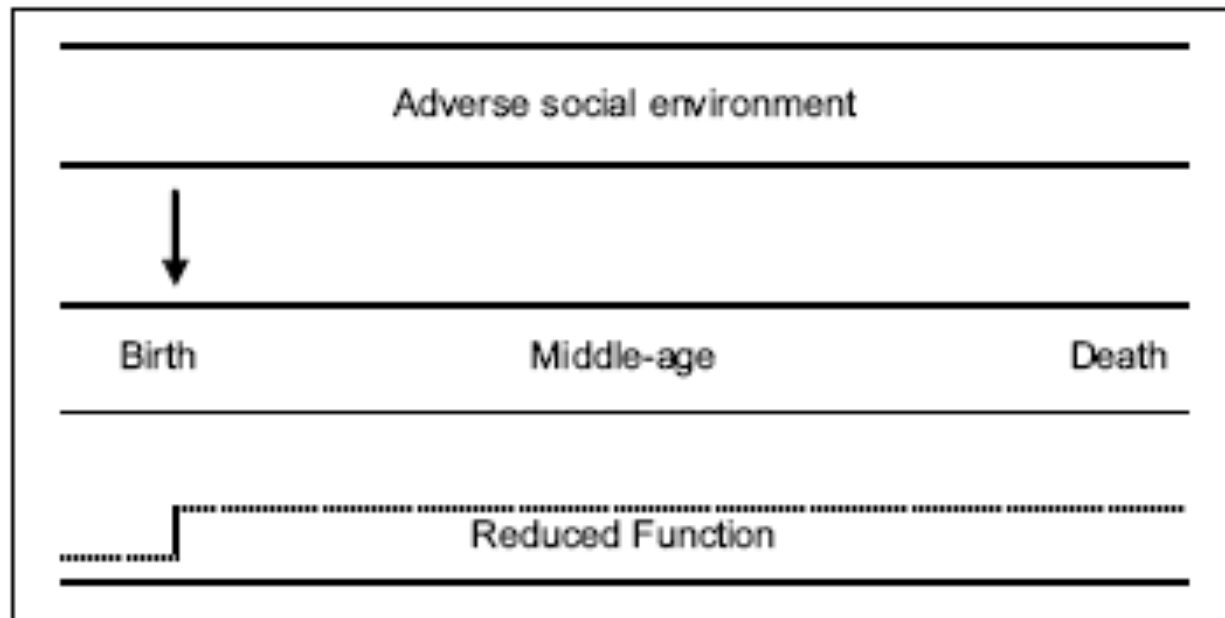 Adverse social environment
Birth Middle-age Death
Reduced Function